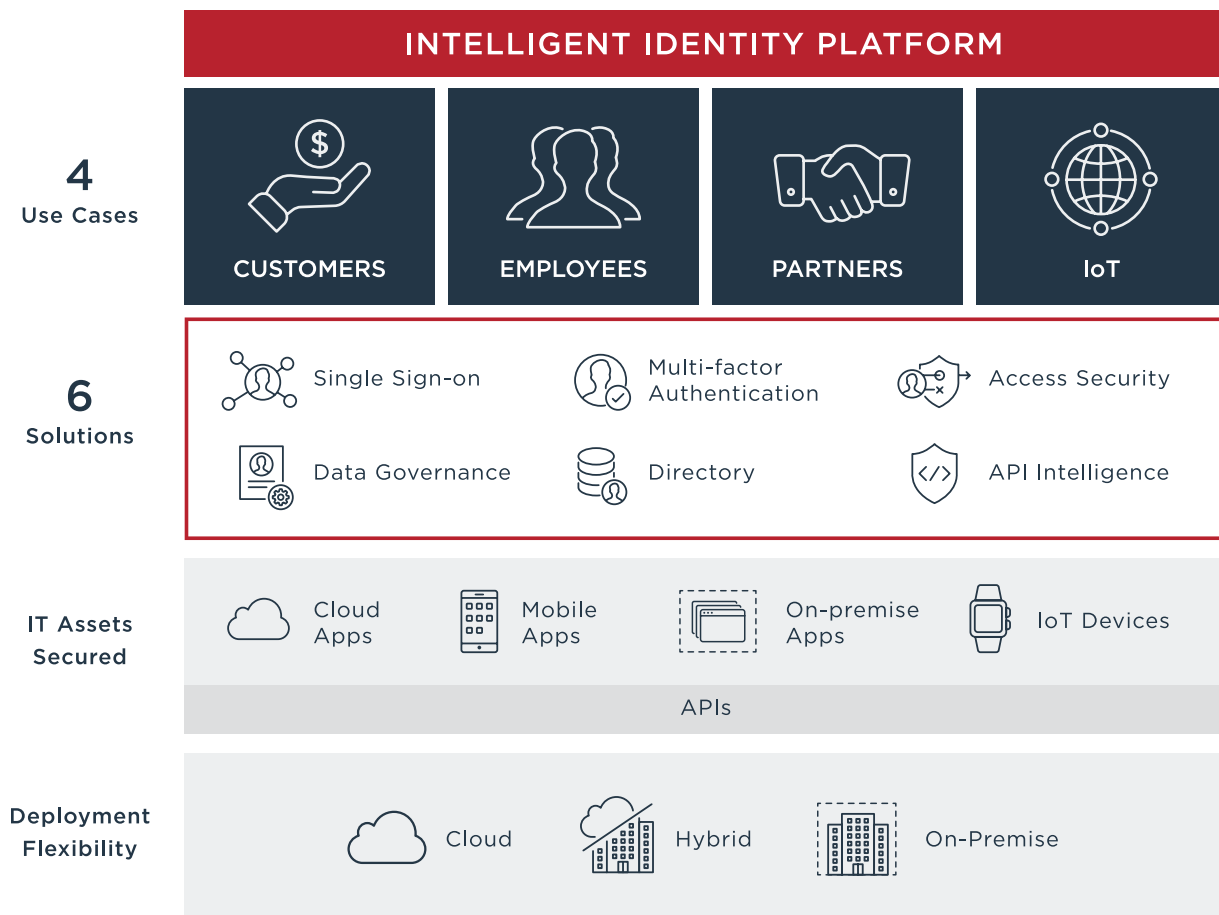 INTELLIGENT IDENTITY PLATFORM
4
Use Cases
$
CUSTOMERS
EMPLOYEES
PARTNERS
IoT
6
Solutions
Single Sign-on
Multi-factor
Authentication
Access Security
Data Governance
Directory
</>
API Intelligence
IT Assets
Secured
Cloud
Apps
Mobile
Apps
On-premise
Apps
IoT Devices
APIs
Deployment
Flexibility
Cloud
Hybrid
On-Premise